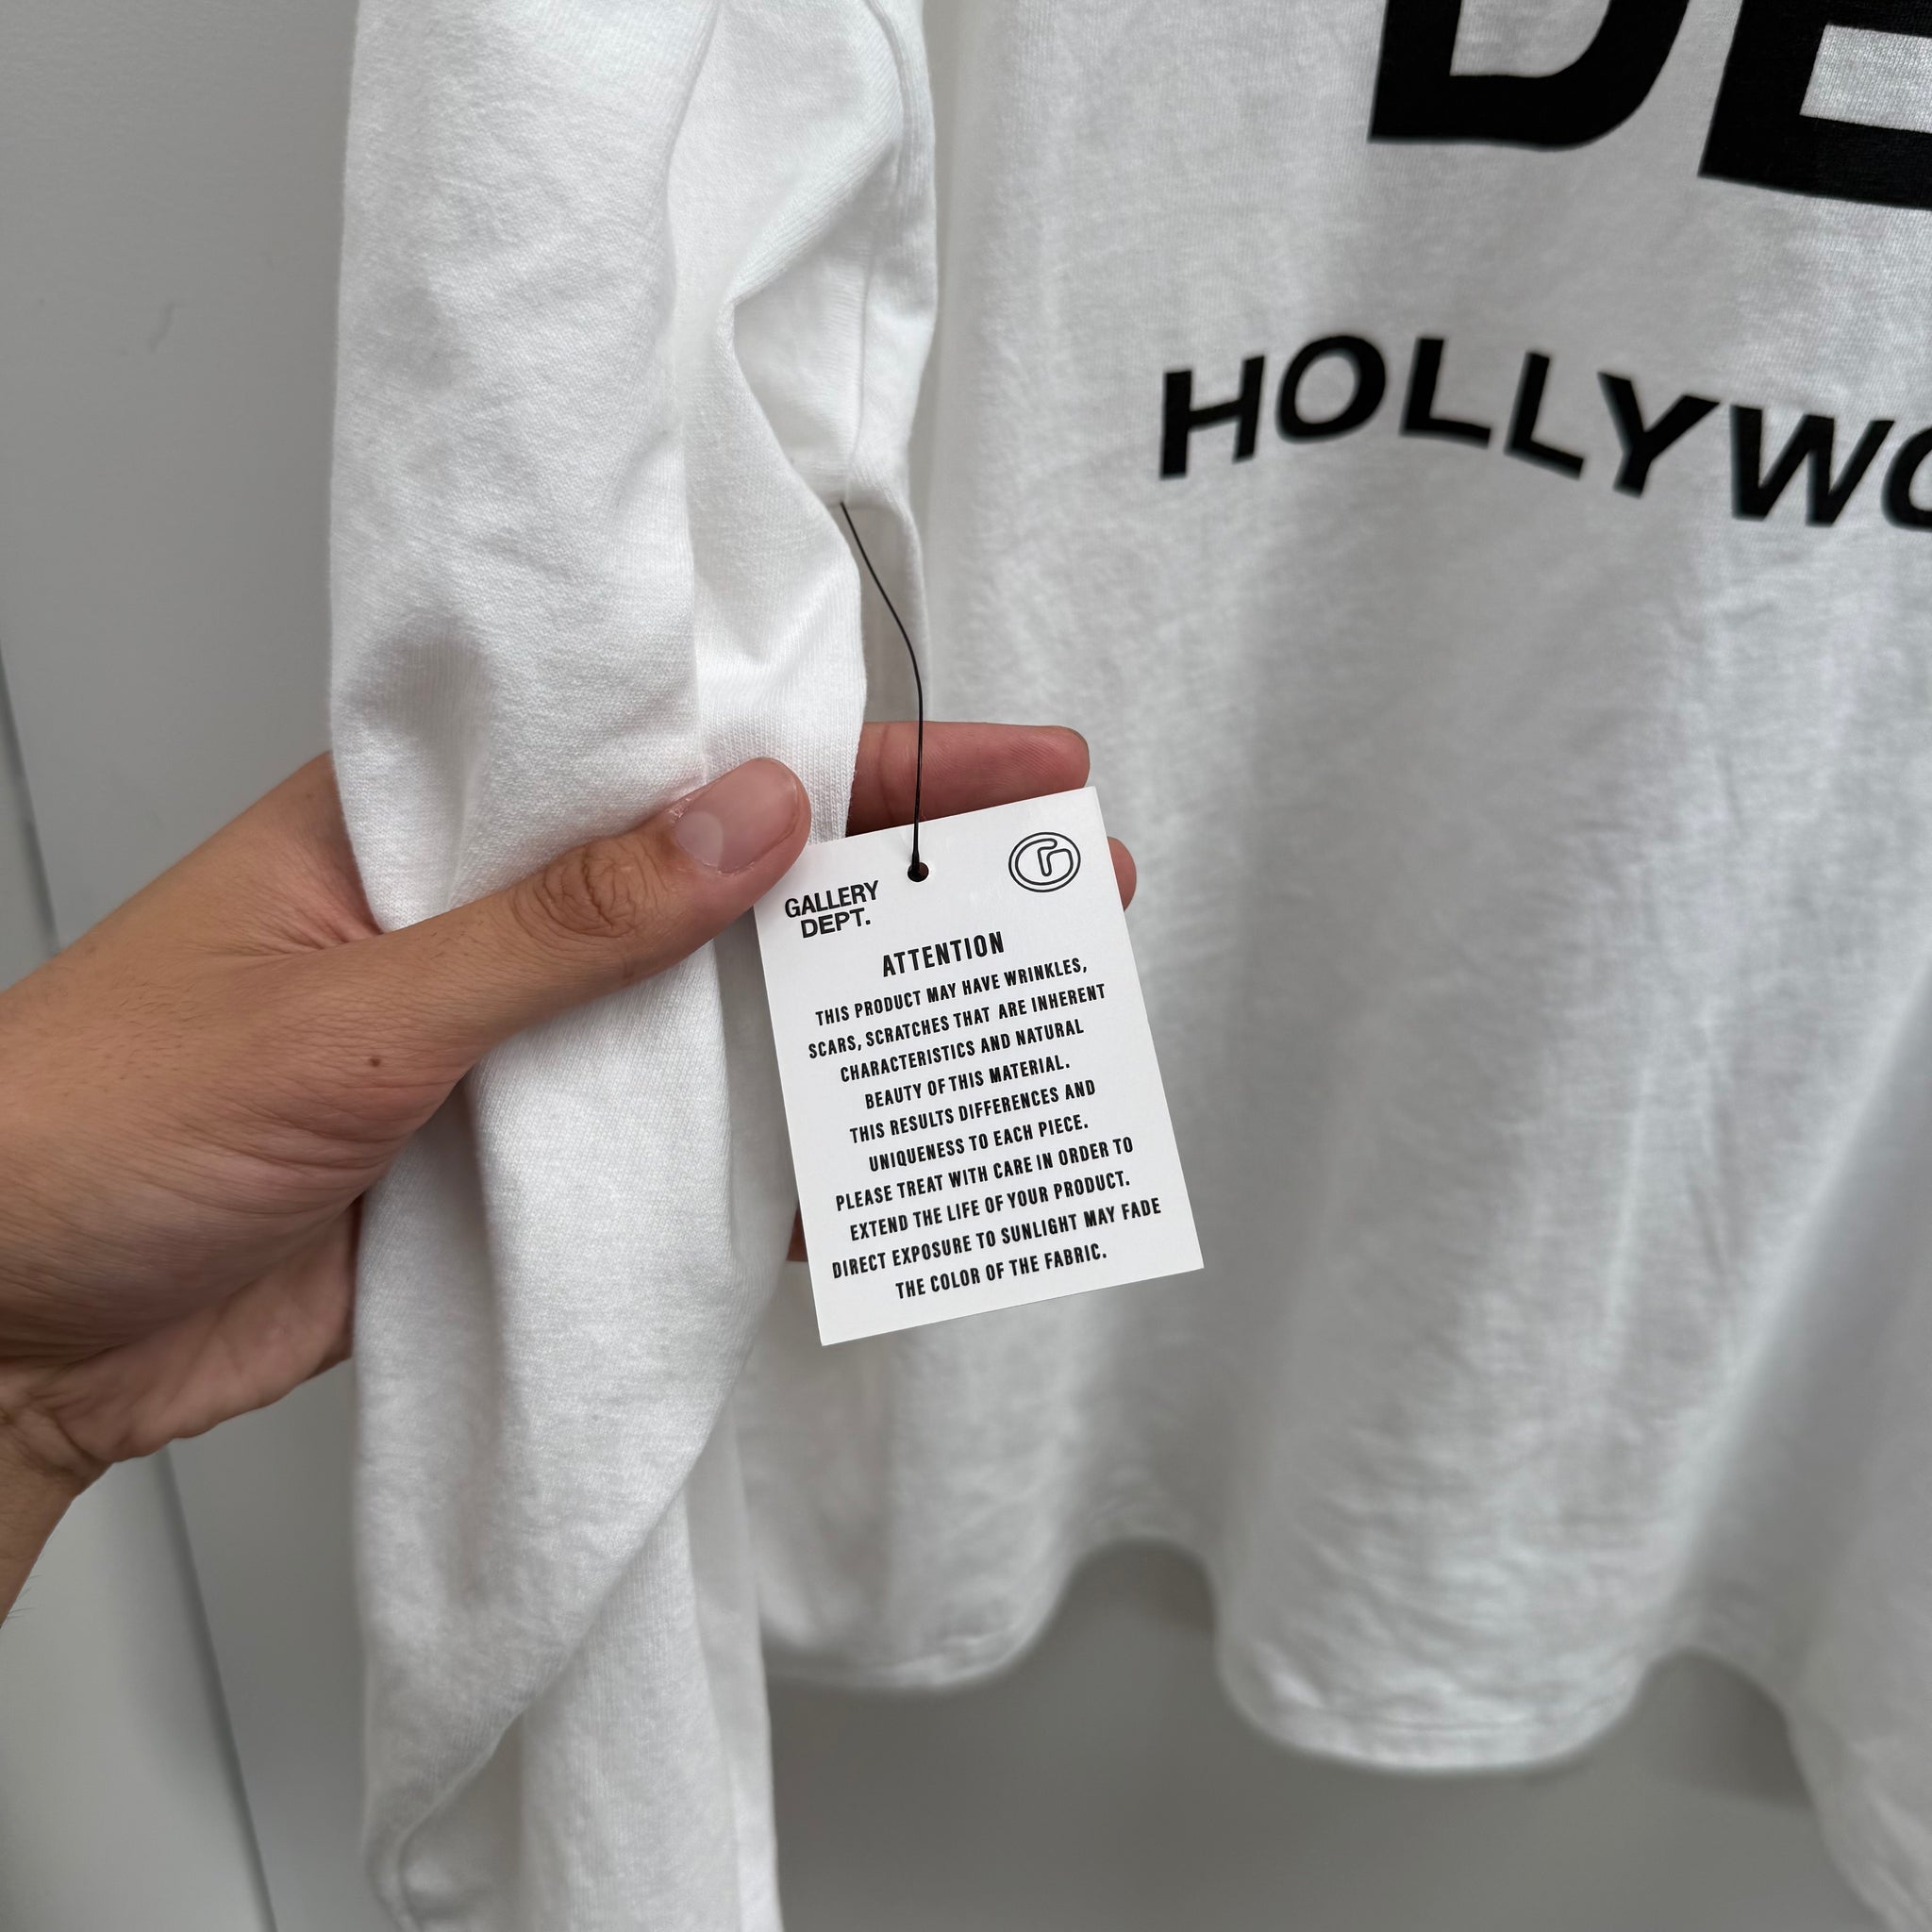 DE
HOLLYWO
GALLERY
DEPT.
ATTENTION
THIS PRODUCT MAY HAVE WRINKLES,
SCARS, SCRATCHES THAT ARE INHERENT
CHARACTERISTICS AND NATURAL
BEAUTY OF THIS MATERIAL.
THIS RESULTS DIFFERENCES AND
UNIQUENESS TO EACH PIECE.
PLEASE TREAT WITH CARE IN ORDER TO
EXTEND THE LIFE OF YOUR PRODUCT.
DIRECT EXPOSURE TO SUNLIGHT MAY FADE
THE COLOR OF THE FABRIC.